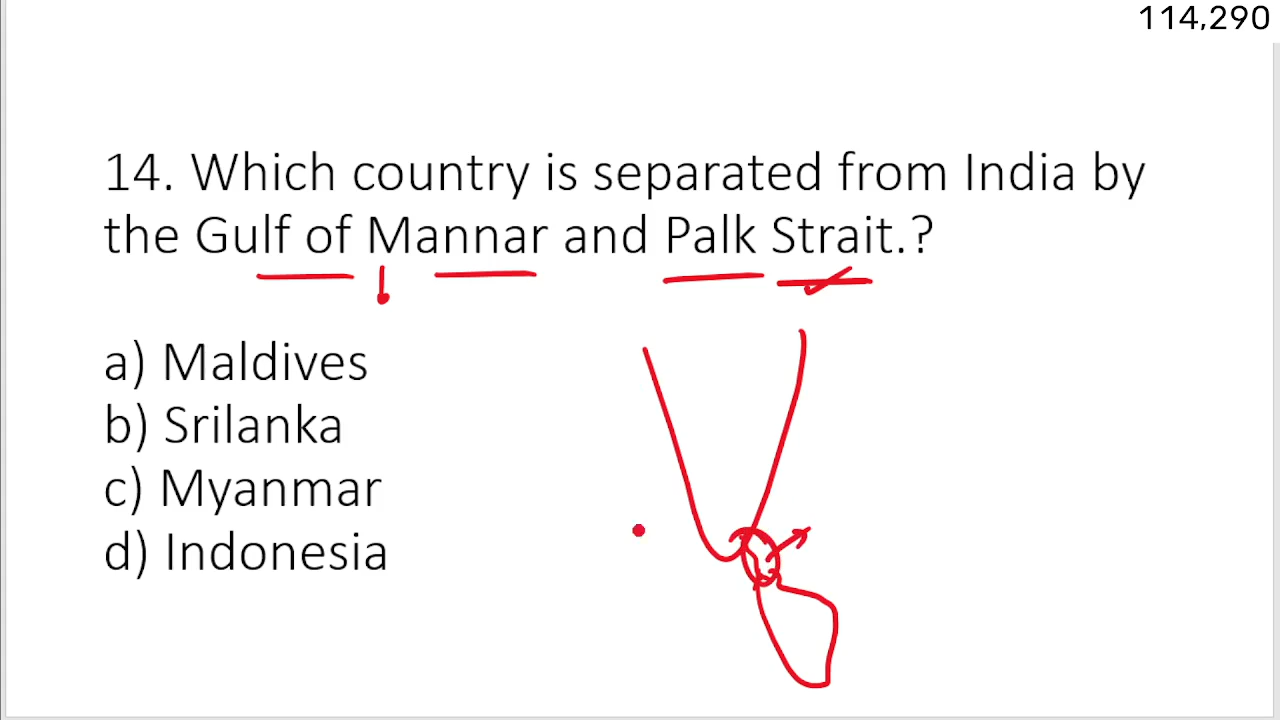 114,290
14. Which country is separated from India by
the Gulf of Mannar and Palk Strait.?
a) Maldives
b) Srilanka
c) Myanmar
d) Indonesia